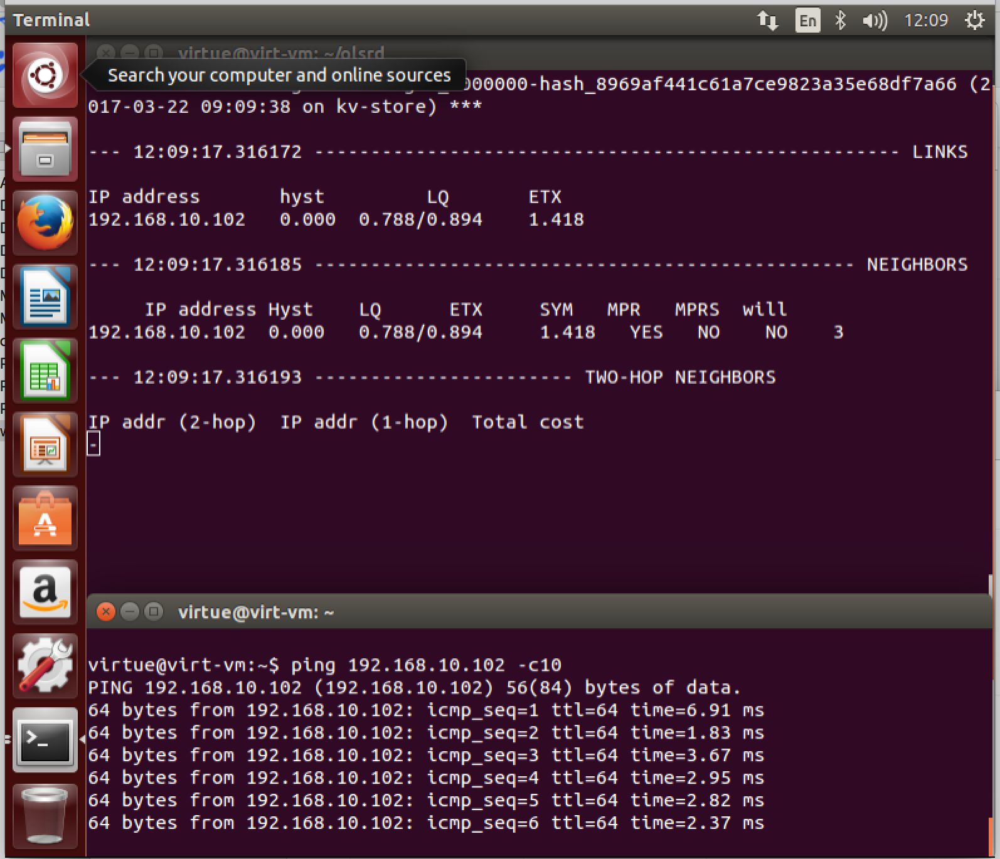 Terminal
En
12:09
virtue@virt-vm: ~/olsrd
Search your computer and online sources
000000-hash_8969af441c61a7ce9823a35e68df7a66 (2
017-03-22 09:09:38 on kv-store) ***
--- 12:09:17.316172 ---------------------------------------------------- LINKS
IP address       hyst         LQ       ETX
192.168.10.102   0.000  0.788/0.894    1.418
--- 12:09:17.316185 ------------------------------------------------ NEIGHBORS
IP address Hyst    LQ      ETX     SYM   MPR   MPRS  will
192.168.10.102  0.000   0.788/0.894     1.418   YES   NO    NO    3
--- 12:09:17.316193 ----------------------- TWO-HOP NEIGHBORS
IP addr (2-hop)  IP addr (1-hop)  Total cost
-
virtue@virt-vm: ~
virtue@virt-vm:~$ ping 192.168.10.102 -c10
PING 192.168.10.102 (192.168.10.102) 56(84) bytes of data.
64 bytes from 192.168.10.102: icmp_seq=1 ttl=64 time=6.91 ms
64 bytes from 192.168.10.102: icmp_seq=2 ttl=64 time=1.83 ms
64 bytes from 192.168.10.102: icmp_seq=3 ttl=64 time=3.67 ms
64 bytes from 192.168.10.102: icmp_seq=4 ttl=64 time=2.95 ms
64 bytes from 192.168.10.102: icmp_seq=5 ttl=64 time=2.82 ms
64 bytes from 192.168.10.102: icmp_seq=6 ttl=64 time=2.37 ms